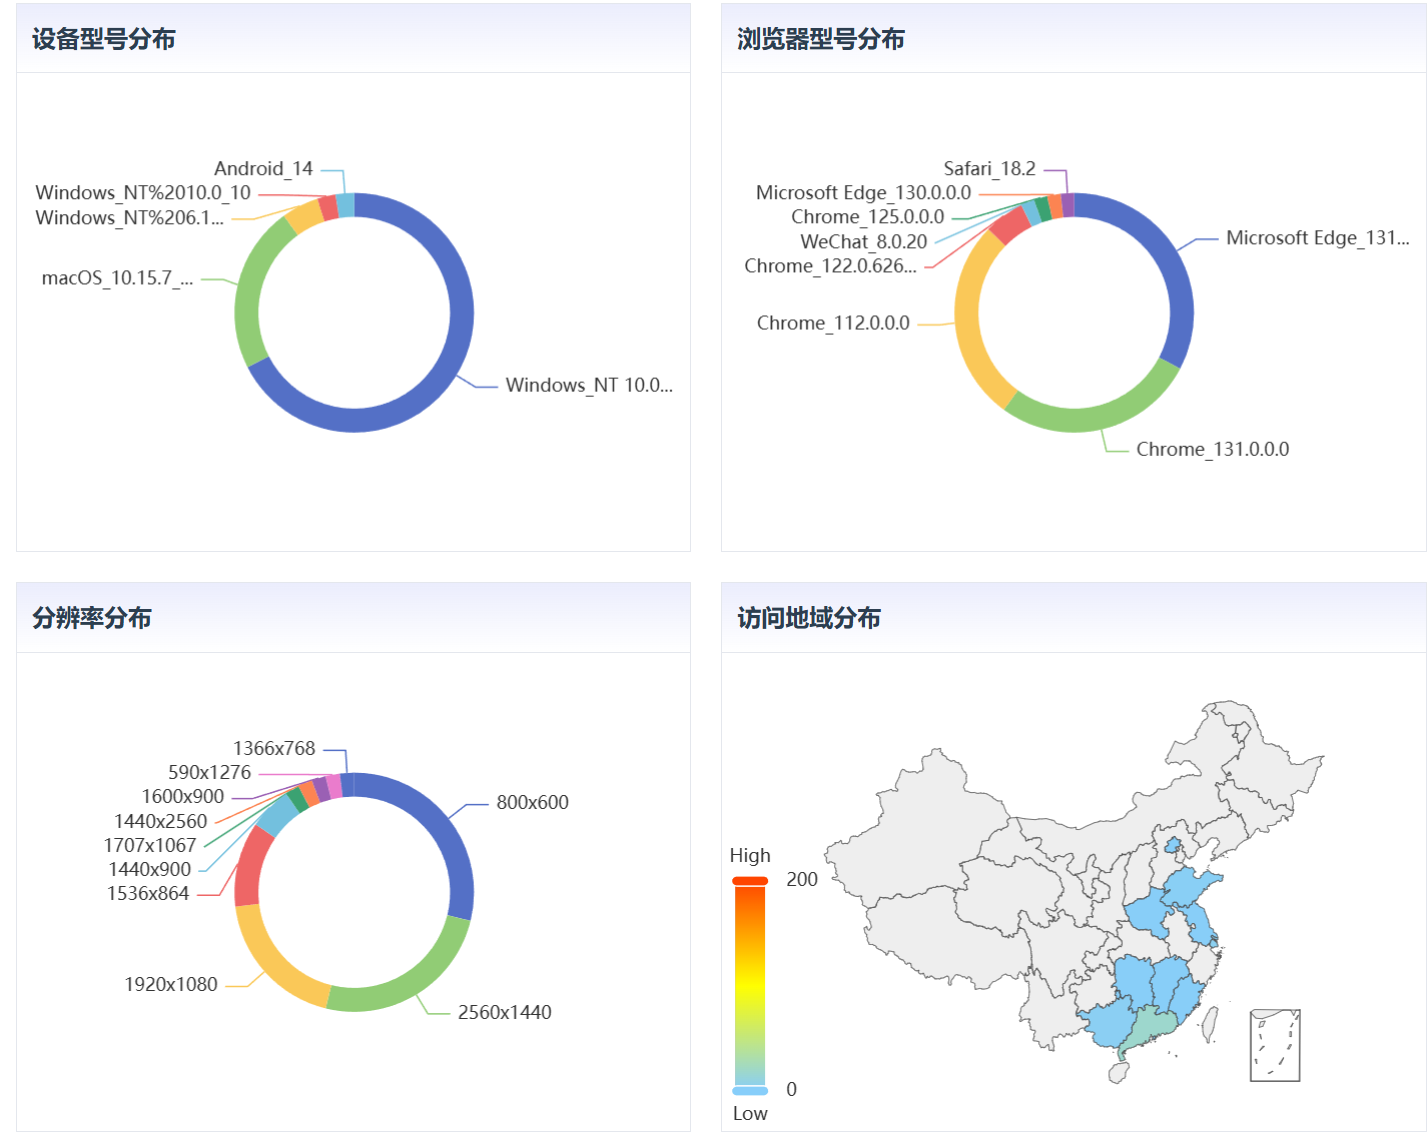 设备型号分布
Android_14
Windows_NT%2010.0_10
Windows_NT%206.1...
macOS_10.15.7_...
Windows_NT 10.0...
浏览器型号分布
Safari_18.2
Microsoft Edge_130.0.0.0
Chrome_125.0.0.0
WeChat_8.0.20
Chrome_122.0.626...
Microsoft Edge_131...
Chrome_112.0.0.0
Chrome_131.0.0.0
分辨率分布
1366x768
590x1276
1600x900
1440x2560
1707x1067
1440x900
1536x864
800x600
1920x1080
2560x1440
访问地域分布
High
200
0
Low